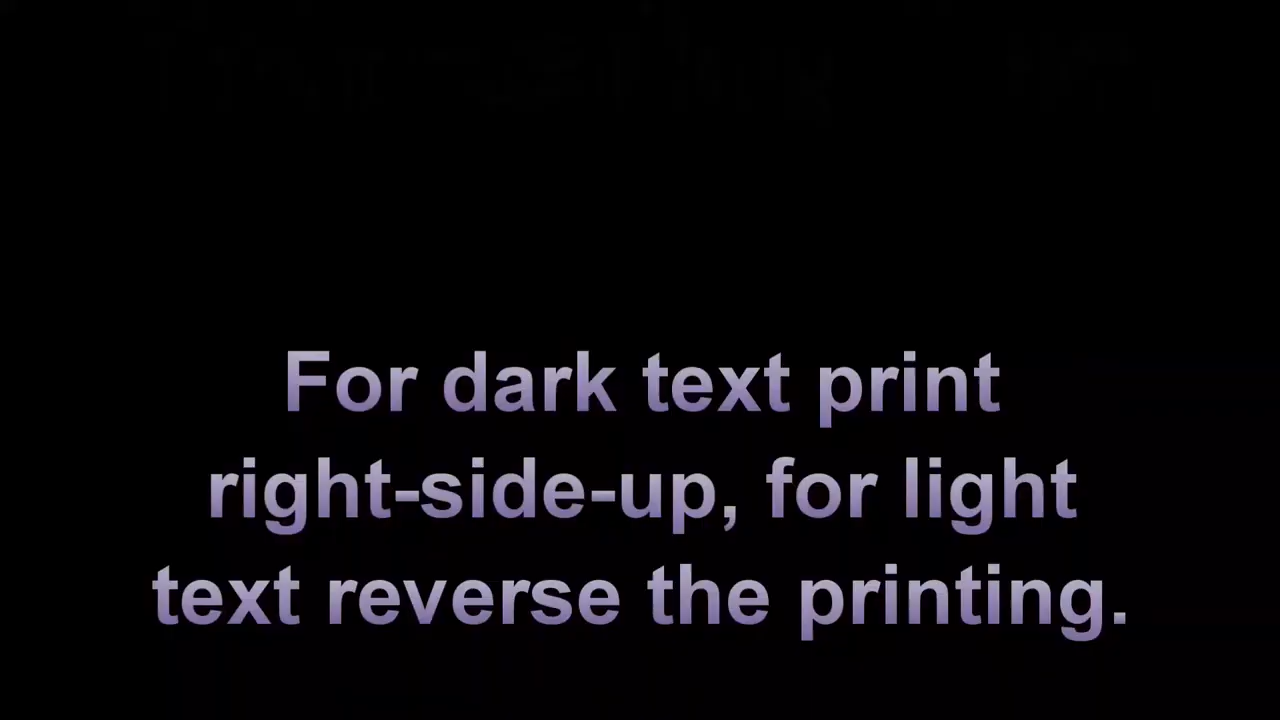 For dark text print
right-side-up, for light
text reverse the printing.